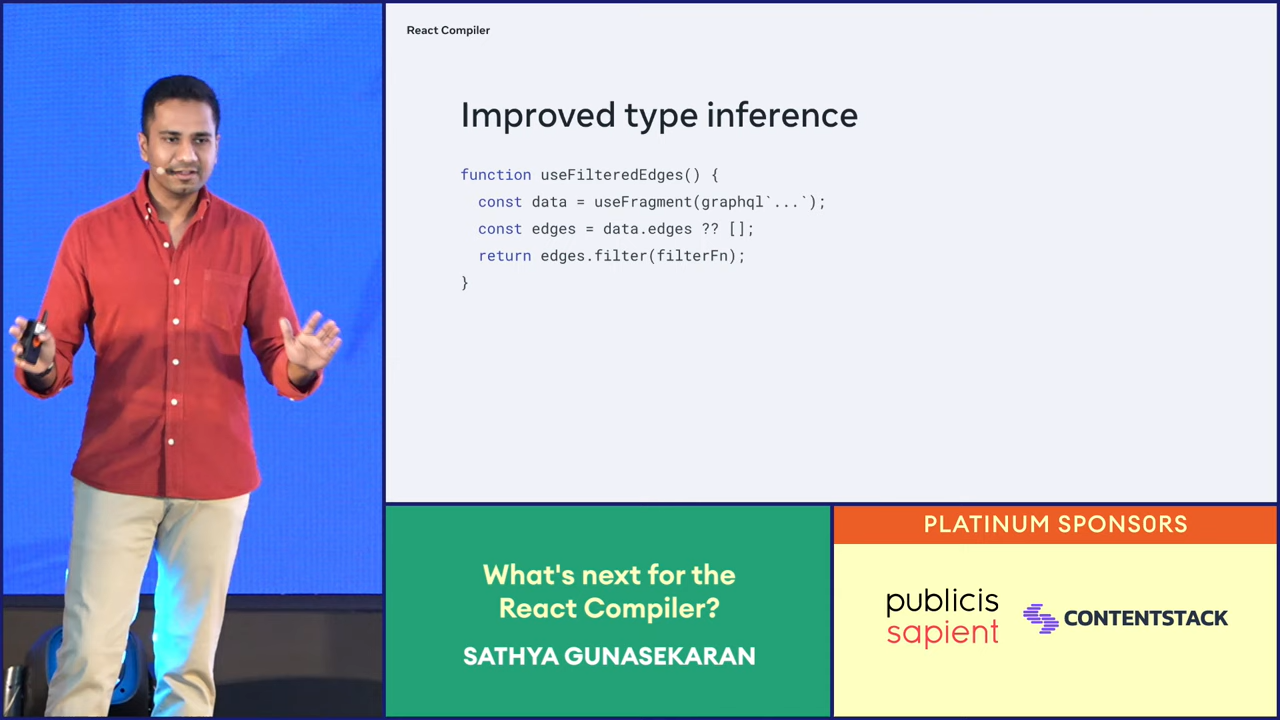 React Compiler
Improved type inference
function useFilteredEdges() {
  const data = useFragment(graphql`...`);
  const edges = data.edges ?? [];
  return edges.filter(filterFn);
}
What's next for the
React Compiler?
SATHYA GUNASEKARAN
PLATINUM SPONSORS
publicis
sapient
CONTENTSTACK